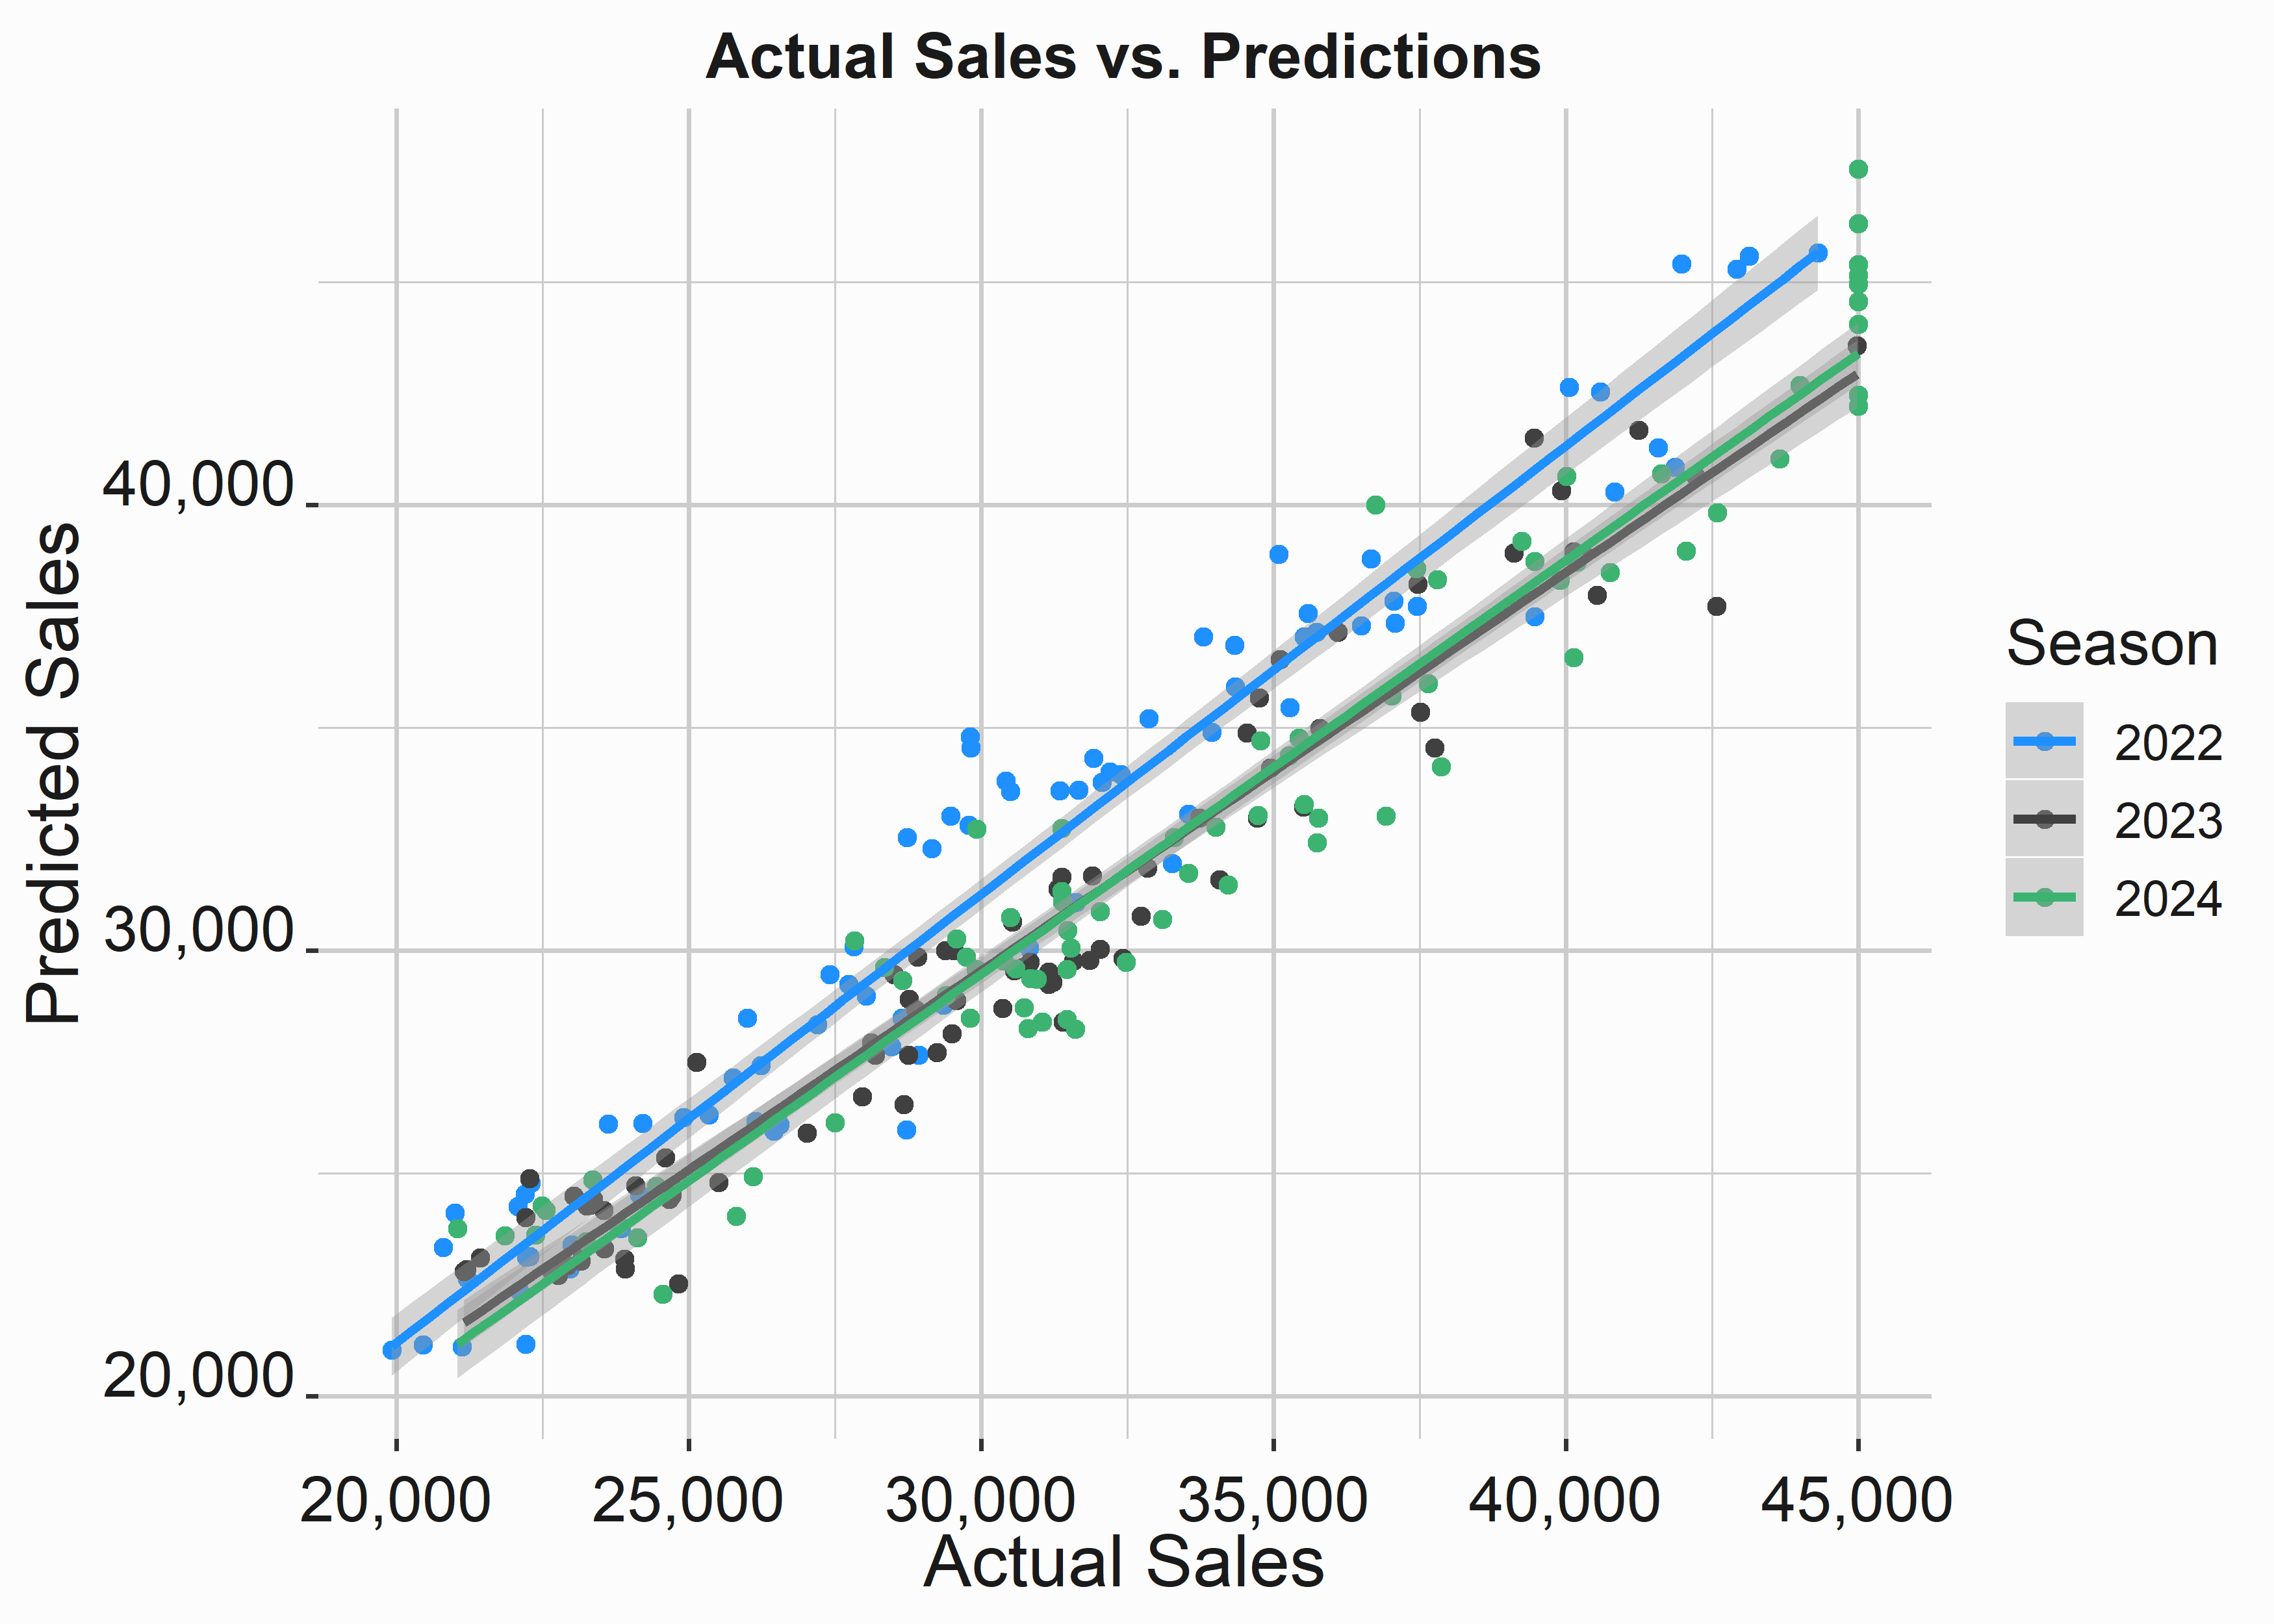 Actual Sales vs. Predictions
Predicted Sales
40,000
30,000
20,000
20,000 25,000 30,000 35,000 40,000 45,000
Actual Sales
Season
2022
2023
2024